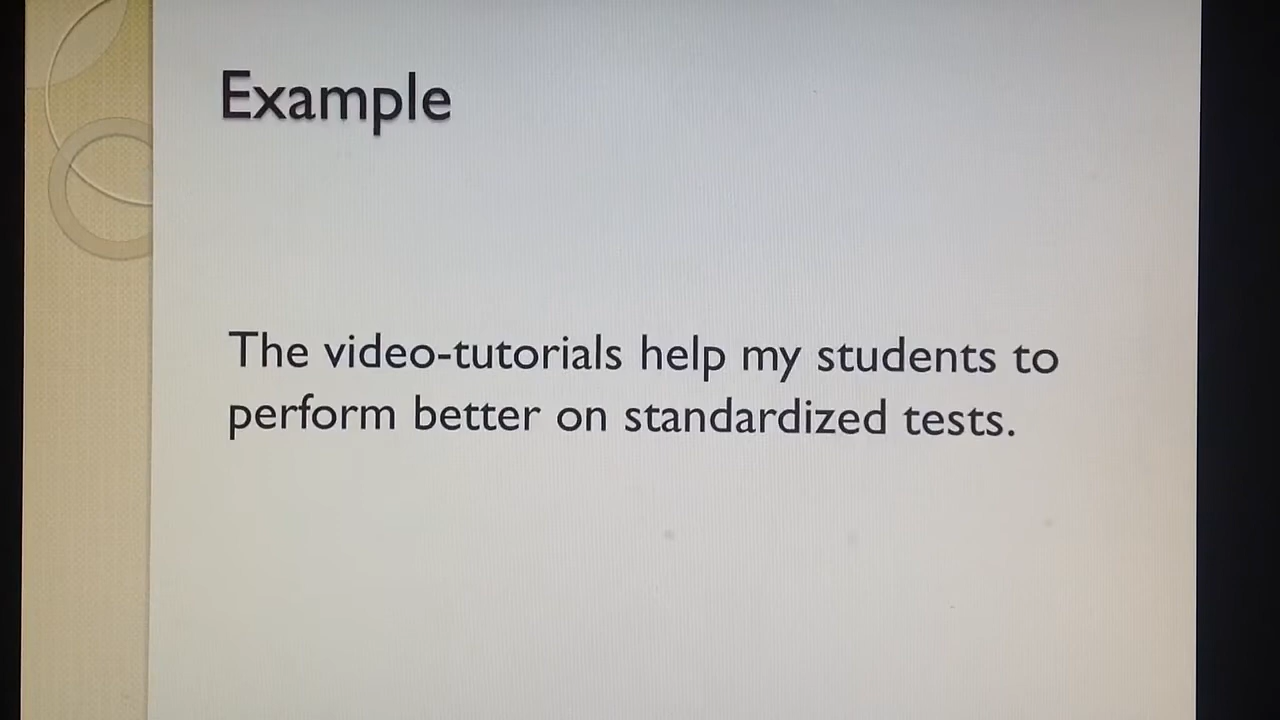 Example
The video-tutorials help my students to
perform better on standardized tests.